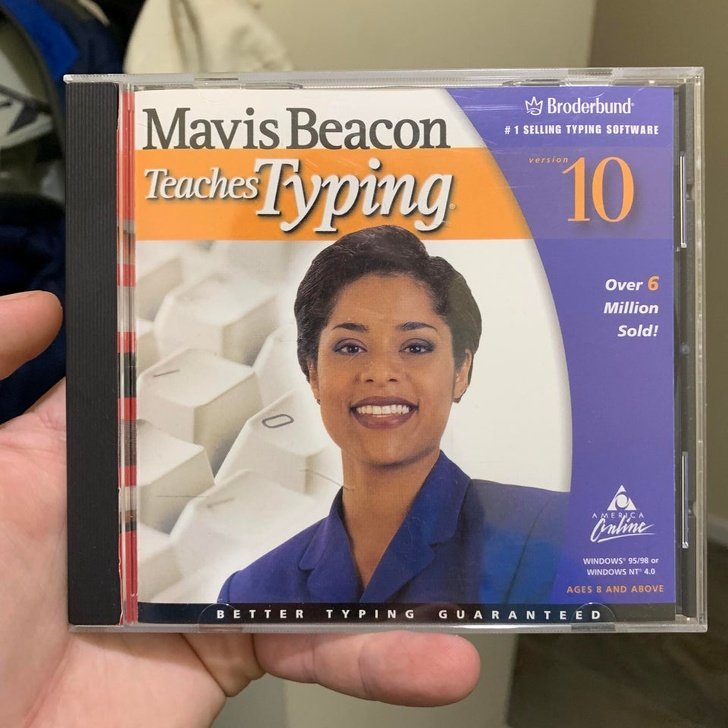 Mavis Beacon
Teaches Typing
Broderbund
#1 SELLING TYPING SOFTWARE
version
10
Over 6
Million
Sold!
D
AMERICA
Online
WINDOWS® 95/98 or
WINDOWS NT® 4.0
AGES 8 AND ABOVE
BETTER TYPING GUARANTEED